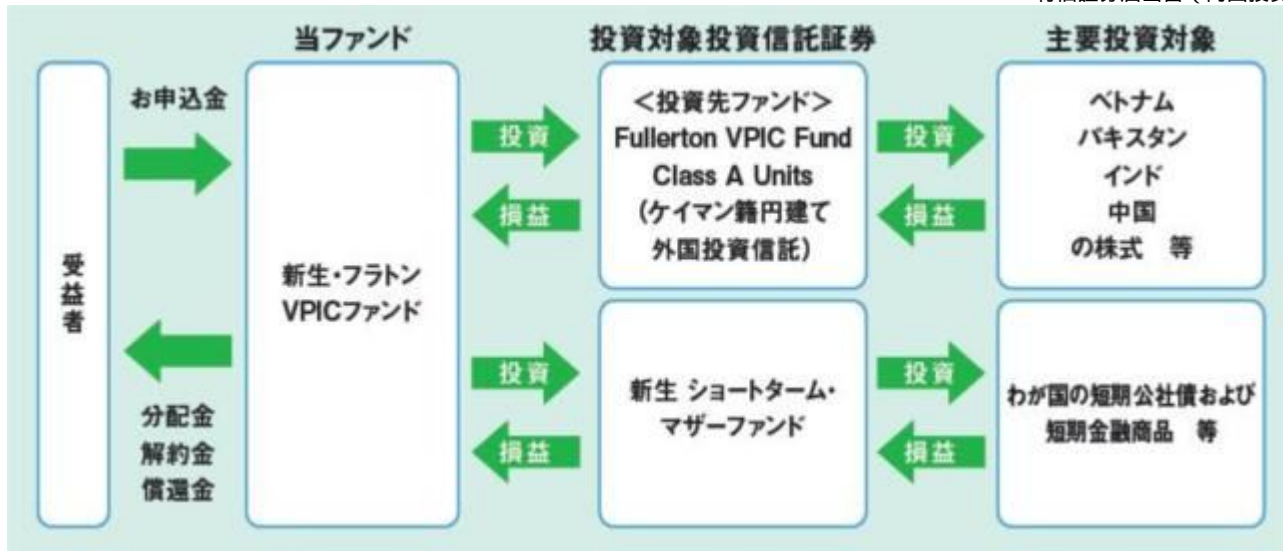 当ファンド
投資対象投資信託証券
主要投資対象
受益者
お申込金
分配金
解約金
償還金
新生・フラトン
VPICファンド
投資
損益
<投資先ファンド>
Fullerton VPIC Fund
Class A Units
(ケイマン籍円建て
外国投資信託)
投資
損益
ベトナム
パキスタン
インド
中国
の株式 等
投資
損益
新生 ショートターム・
マザーファンド
投資
損益
わが国の短期公社債および
短期金融商品 等